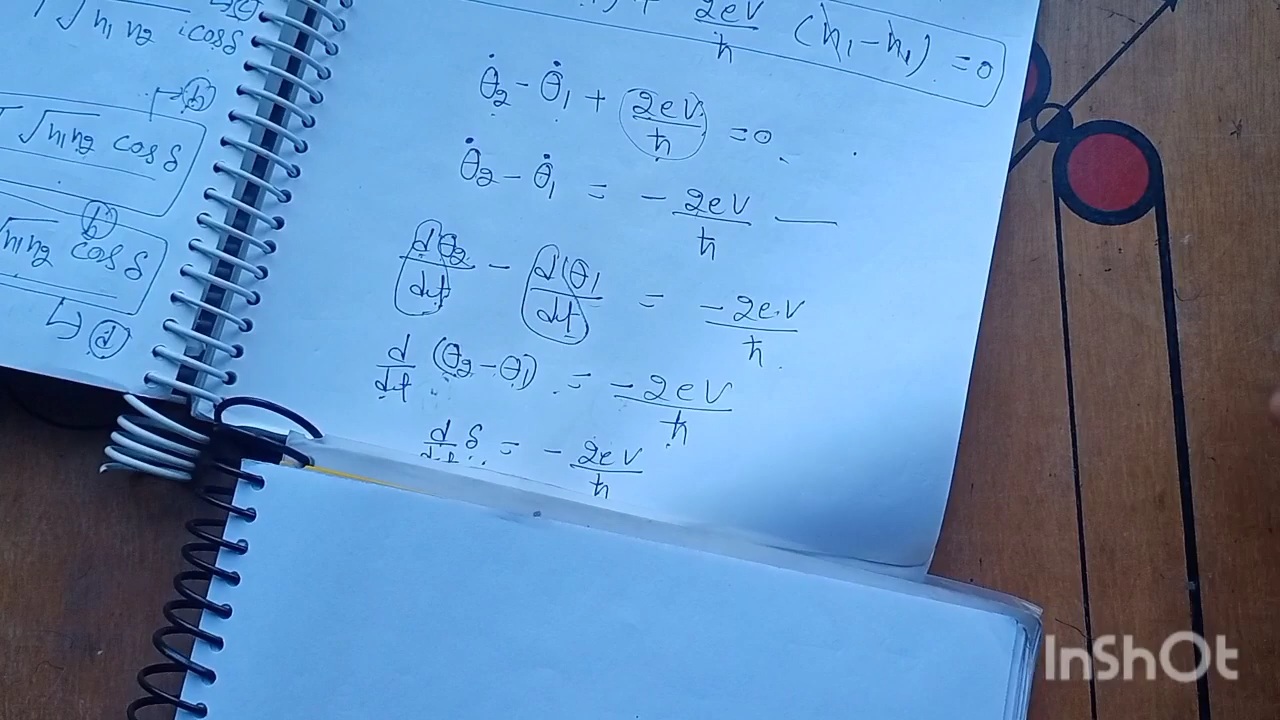 √n₁n₂ i cosδ
√n₁n₂ cosδ
√n₁n₂ cosδ
+ 2eV/ħ (n₁-n₁) = 0
θ̇₂ - θ̇₁ + 2eV/ħ = 0
θ̇₂ - θ̇₁ = - 2eV/ħ —
dθ₂/dt - dθ₁/dt = -2eV/ħ
d/dt (θ₂-θ₁) = -2eV/ħ
d/dt δ = - 2eV/ħ
InShOt